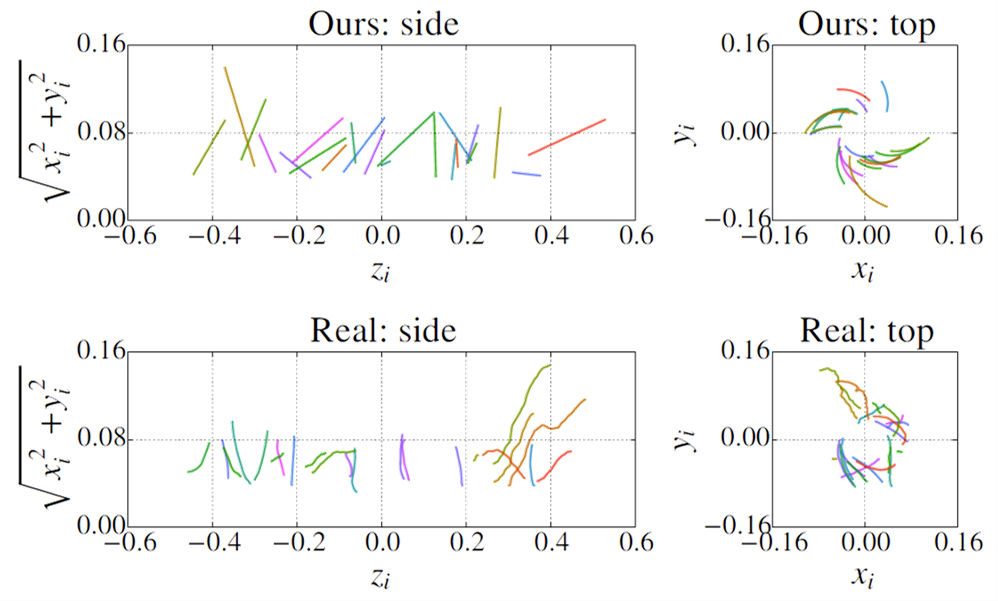 Ours: side
Ours: top
0.16
0.08
0.00
√x_i^2 + y_i^2
−0.6 −0.4 −0.2 0.0 0.2 0.4 0.6
z_i
0.16
0.00
−0.16
y_i
−0.16 0.00 0.16
x_i
Real: side
Real: top
0.16
0.08
0.00
√x_i^2 + y_i^2
−0.6 −0.4 −0.2 0.0 0.2 0.4 0.6
z_i
0.16
0.00
−0.16
y_i
−0.16 0.00 0.16
x_i